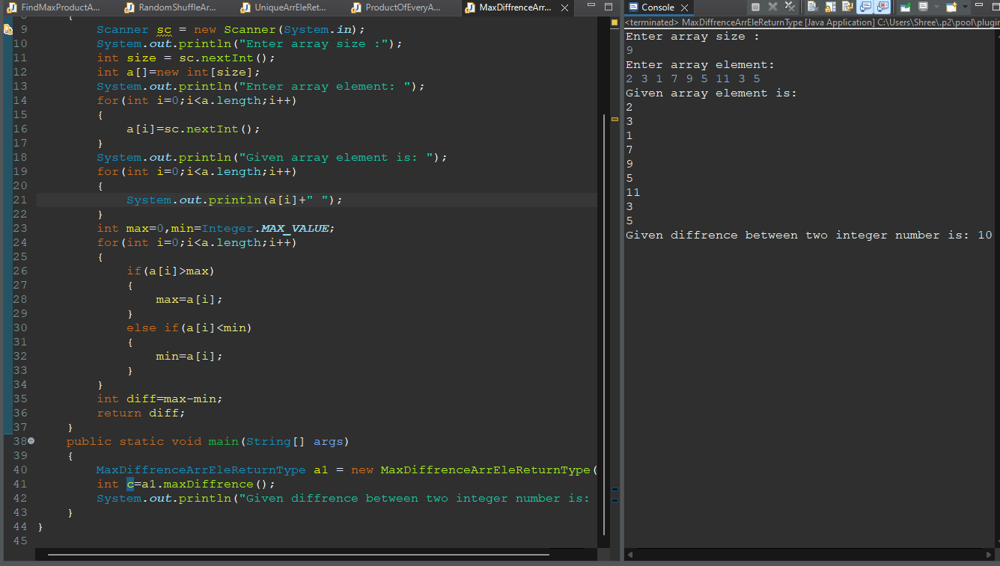 FindMaxProductA... RandomShuffleArr... UniqueArrEleRet... ProductOfEveryA... MaxDiffrenceArr...
9 Scanner sc = new Scanner(System.in);
10 System.out.println("Enter array size :");
11 int size = sc.nextInt();
12 int a[]=new int[size];
13 System.out.println("Enter array element: ");
14 for(int i=0;i<a.length;i++)
15 {
16 a[i]=sc.nextInt();
17 }
18 System.out.println("Given array element is: ");
19 for(int i=0;i<a.length;i++)
20 {
21 System.out.println(a[i]+" ");
22 }
23 int max=0,min=Integer.MAX_VALUE;
24 for(int i=0;i<a.length;i++)
25 {
26 if(a[i]>max)
27 {
28 max=a[i];
29 }
30 else if(a[i]<min)
31 {
32 min=a[i];
33 }
34 }
35 int diff=max-min;
36 return diff;
37 }
38 public static void main(String[] args)
39 {
40 MaxDiffrenceArrEleReturnType a1 = new MaxDiffrenceArrEleReturnType(
41 int c=a1.maxDiffrence();
42 System.out.println("Given diffrence between two integer number is:
43 }
44 }
45
Console
<terminated> MaxDiffrenceArrEleReturnType [Java Application] C:\Users\Shree\.p2\pool\plugin
Enter array size :
9
Enter array element:
2 3 1 7 9 5 11 3 5
Given array element is:
2
3
1
7
9
5
11
3
5
Given diffrence between two integer number is: 10